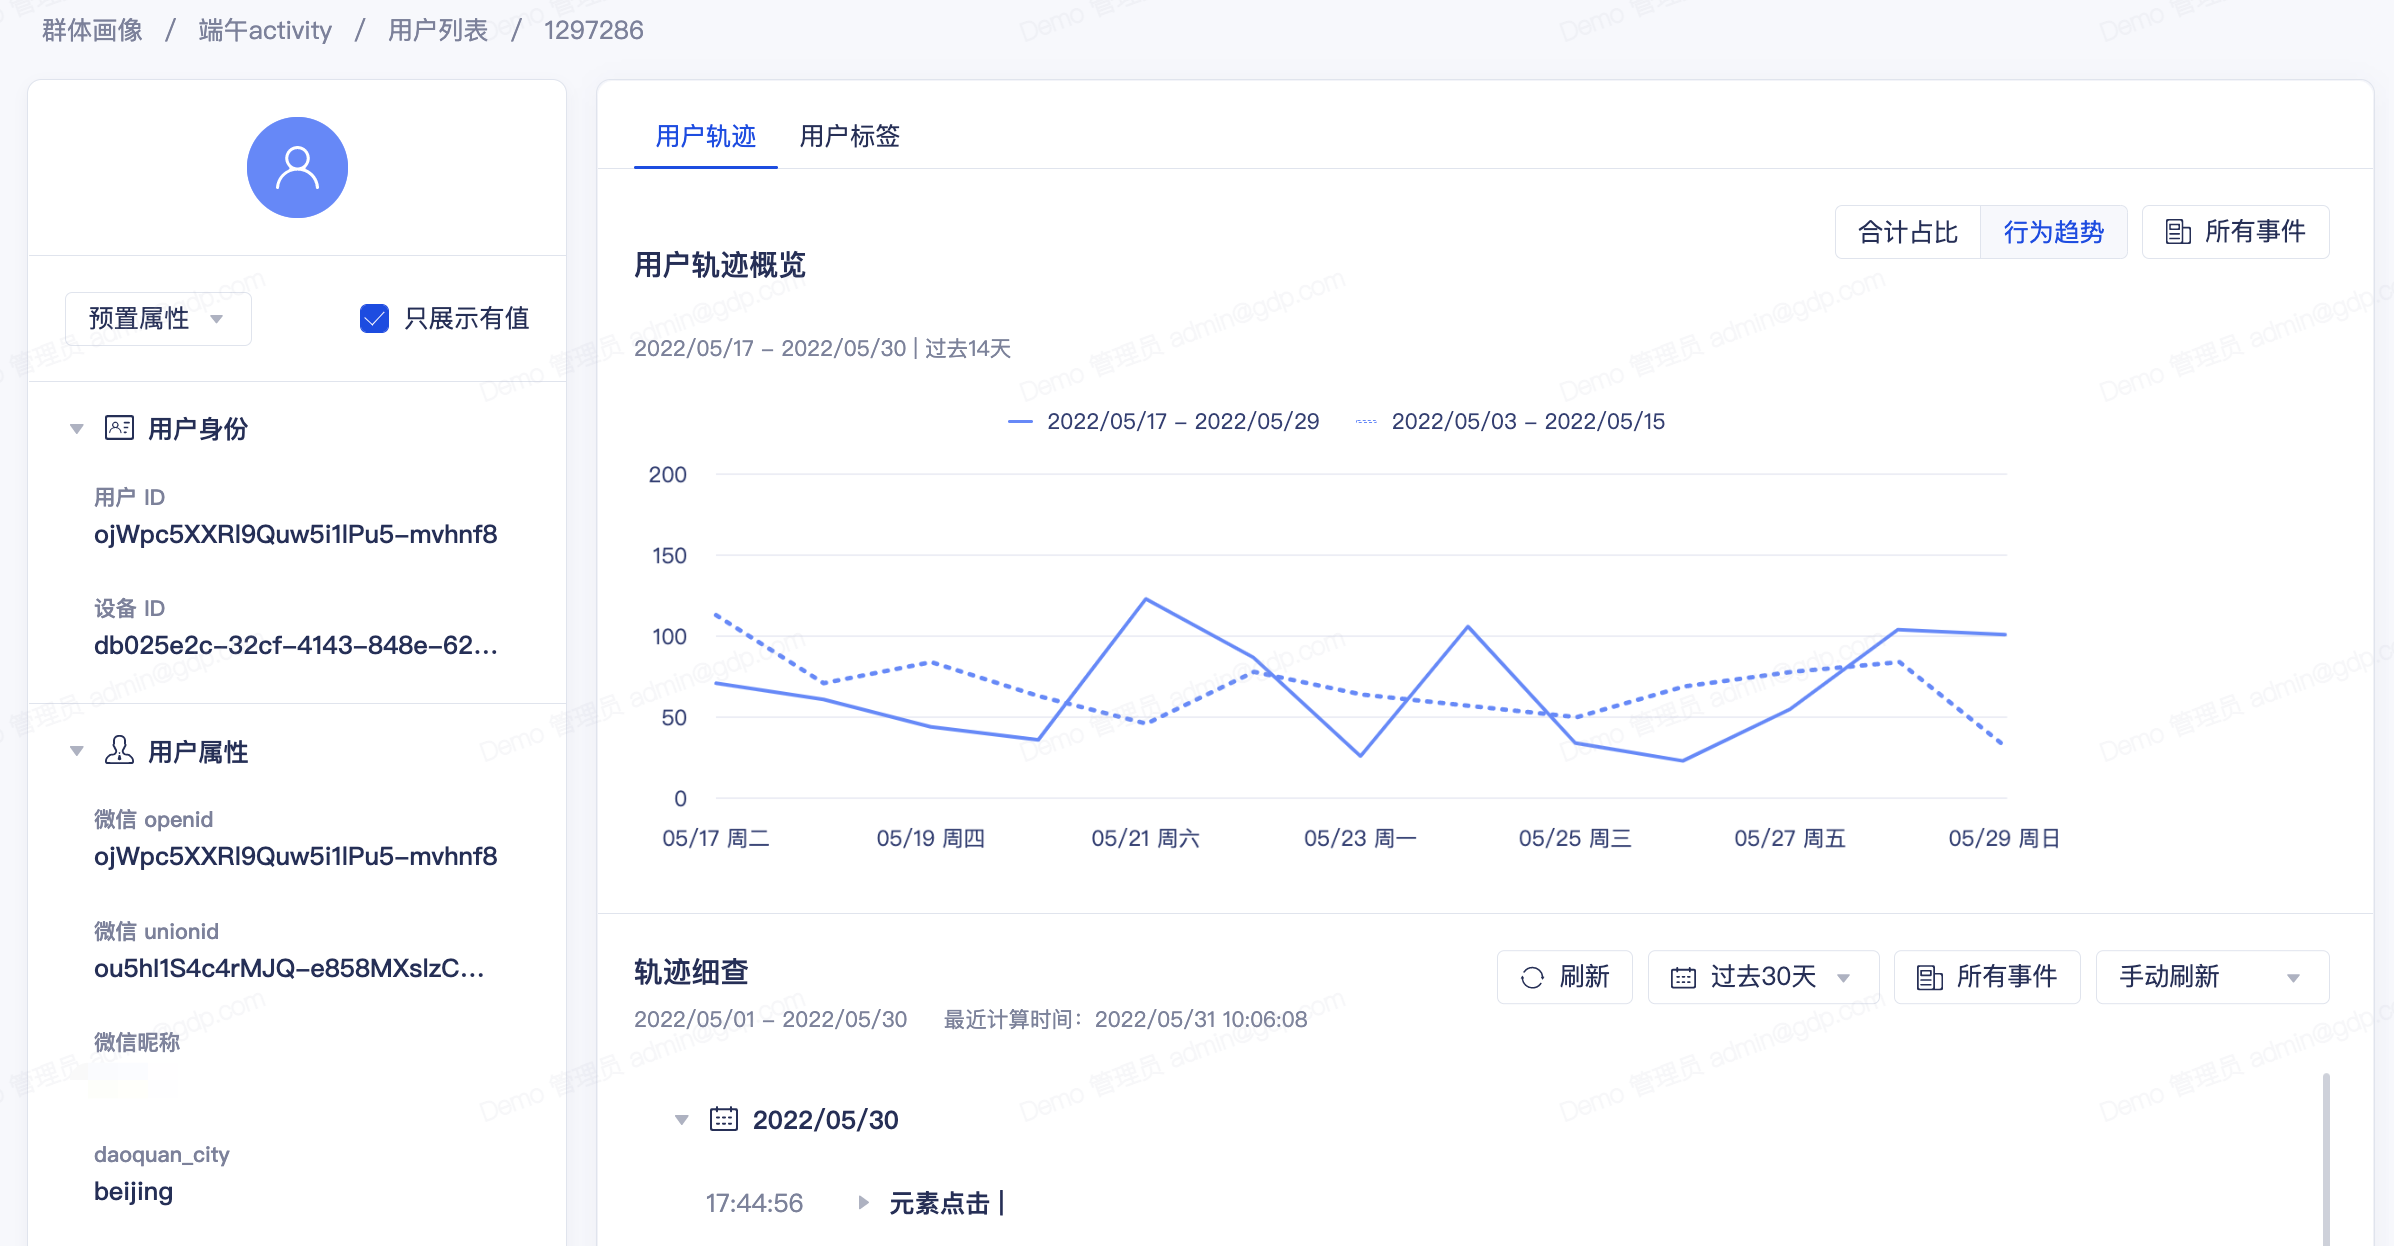 群体画像 / 端午activity / 用户列表 / 1297286
预置属性
只展示有值
用户身份
用户 ID
ojWpc5XXRl9Quw5i1lPu5-mvhnf8
设备 ID
db025e2c-32cf-4143-848e-62...
用户属性
微信 openid
ojWpc5XXRl9Quw5i1lPu5-mvhnf8
微信 unionid
ou5hl1S4c4rMJQ-e858MXslzC...
微信昵称
daoquan_city
beijing
用户轨迹 用户标签
合计占比 行为趋势 所有事件
用户轨迹概览
2022/05/17 - 2022/05/30 | 过去14天
2022/05/17 - 2022/05/29 2022/05/03 - 2022/05/15
200
150
100
50
0
05/17 周二 05/19 周四 05/21 周六 05/23 周一 05/25 周三 05/27 周五 05/29 周日
轨迹细查
刷新 过去30天 所有事件 手动刷新
2022/05/01 - 2022/05/30 最近计算时间：2022/05/31 10:06:08
2022/05/30
17:44:56 元素点击 |
Demo 管理员 admin@gdp.com